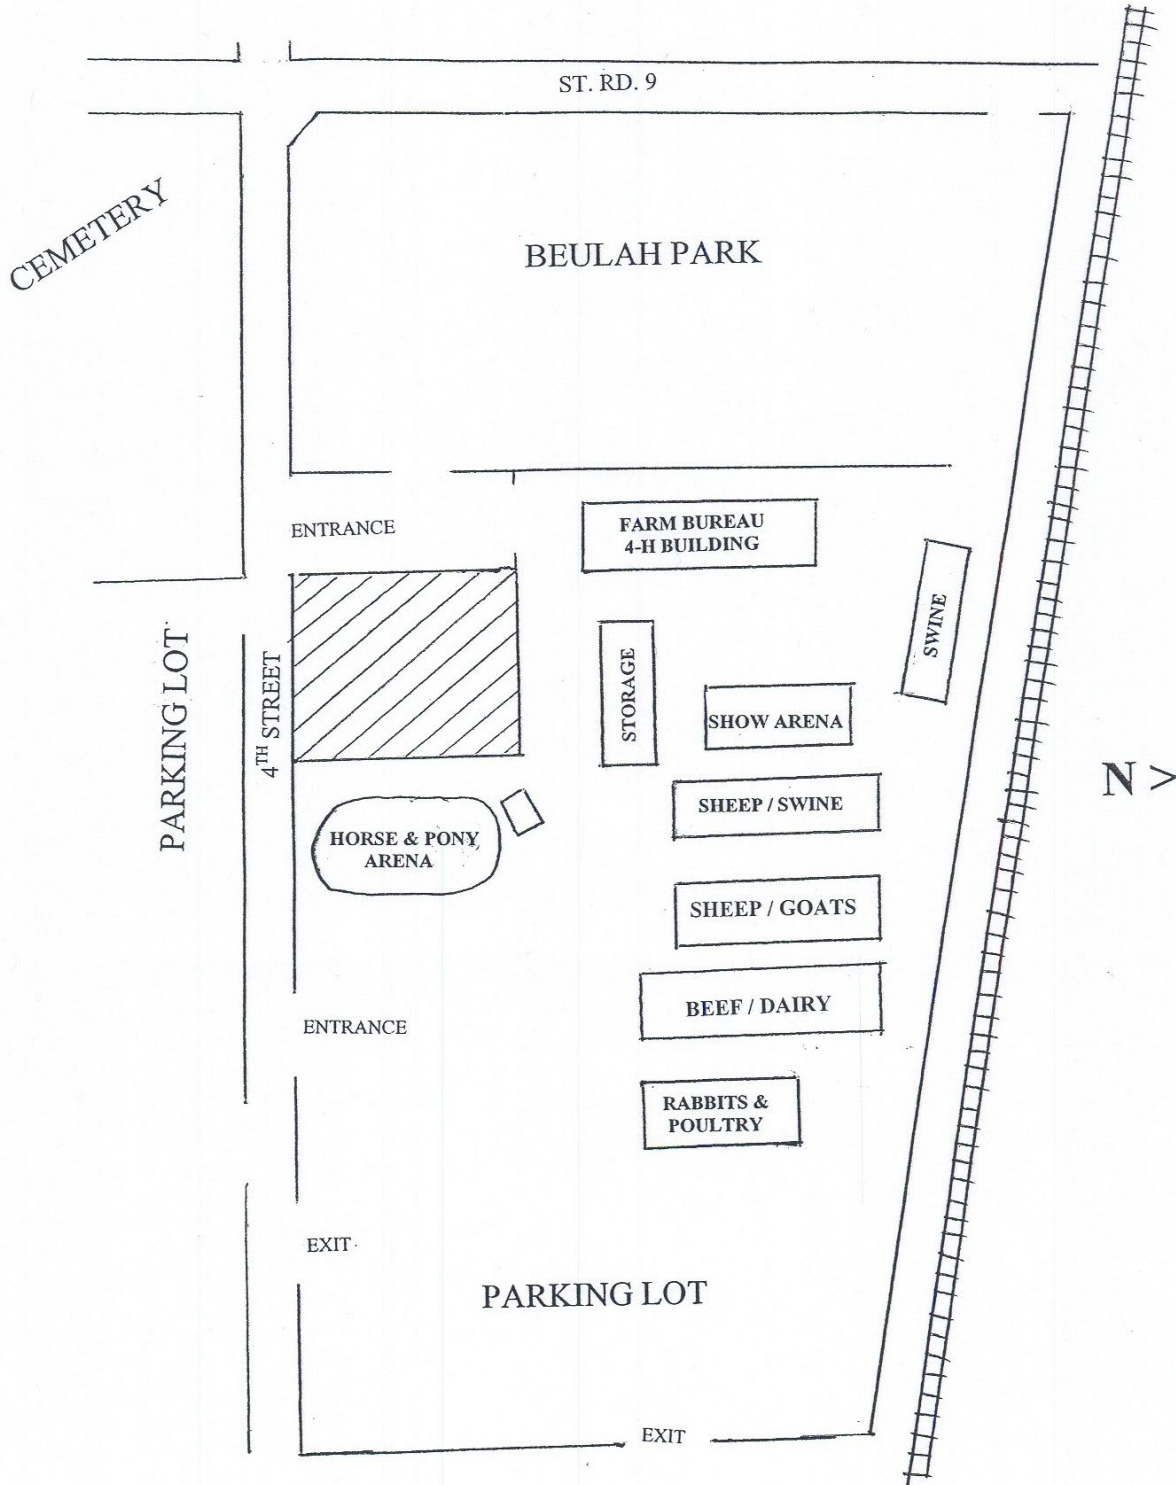 ST. RD. 9
CEMETERY
BEULAH PARK
ENTRANCE
FARM BUREAU
4-H BUILDING
SWINE
PARKING LOT
4TH STREET
STORAGE
SHOW ARENA
N >
SHEEP / SWINE
HORSE & PONY
ARENA
SHEEP / GOATS
BEEF / DAIRY
ENTRANCE
RABBITS &
POULTRY
EXIT
PARKING LOT
EXIT